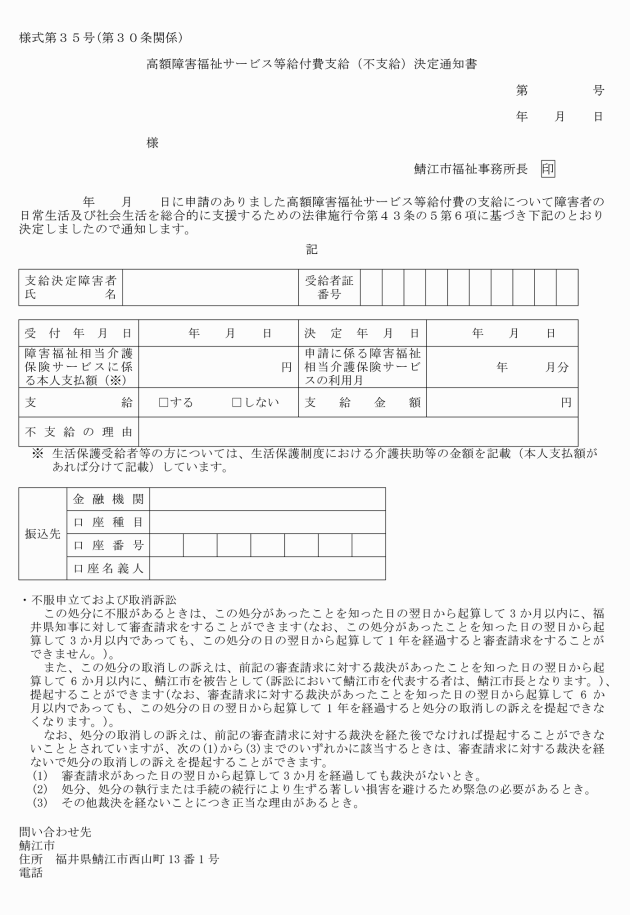 様式第３５号(第３０条関係)
高額障害福祉サービス等給付費支給（不支給）決定通知書
第　　　　　号
年　　月　　日
様
鯖江市福祉事務所長　印
年　　月　　日に申請のありました高額障害福祉サービス等給付費の支給について障害者の
日常生活及び社会生活を総合的に支援するための法律施行令第４３条の５第６項に基づき下記のとおり
決定しましたので通知します。
記
支給決定障害者
氏　　　　　名
受給者証
番号
受　付　年　月　日
年　　月　　日
決　定　年　月　日
年　　月　　日
障害福祉相当介護
保険サービスに係
る本人支払額（※）
円
申請に係る障害福祉
相当介護保険サービ
スの利用月
年　　　月分
支　　　　　　　給
□する　　　□しない
支　給　金　額
円
不支給の理由
※ 生活保護受給者等の方については、生活保護制度における介護扶助等の金額を記載（本人支払額が
あれば分けて記載）しています。
振込先
金融機関
口座種目
口座番号
口座名義人
・不服申立ておよび取消訴訟
この処分に不服があるときは、この処分があったことを知った日の翌日から起算して３か月以内に、福
井県知事に対して審査請求をすることができます(なお、この処分があったことを知った日の翌日から起
算して３か月以内であっても、この処分の日の翌日から起算して１年を経過すると審査請求をすることが
できません。)。
また、この処分の取消しの訴えは、前記の審査請求に対する裁決があったことを知った日の翌日から起
算して６か月以内に、鯖江市を被告として(訴訟において鯖江市を代表する者は、鯖江市長となります。)、
提起することができます(なお、審査請求に対する裁決があったことを知った日の翌日から起算して６か
月以内であっても、この処分の日の翌日から起算して１年を経過すると処分の取消しの訴えを提起できな
くなります。)。
なお、処分の取消しの訴えは、前記の審査請求に対する裁決を経た後でなければ提起することができな
いこととされていますが、次の(1)から(3)までのいずれかに該当するときは、審査請求に対する裁決を経
ないで処分の取消しの訴えを提起することができます。
(1)　審査請求があった日の翌日から起算して３か月を経過しても裁決がないとき。
(2)　処分、処分の執行または手続の続行により生ずる著しい損害を避けるため緊急の必要があるとき。
(3)　その他裁決を経ないことにつき正当な理由があるとき。
問い合わせ先
鯖江市
住所　福井県鯖江市西山町13番1号
電話